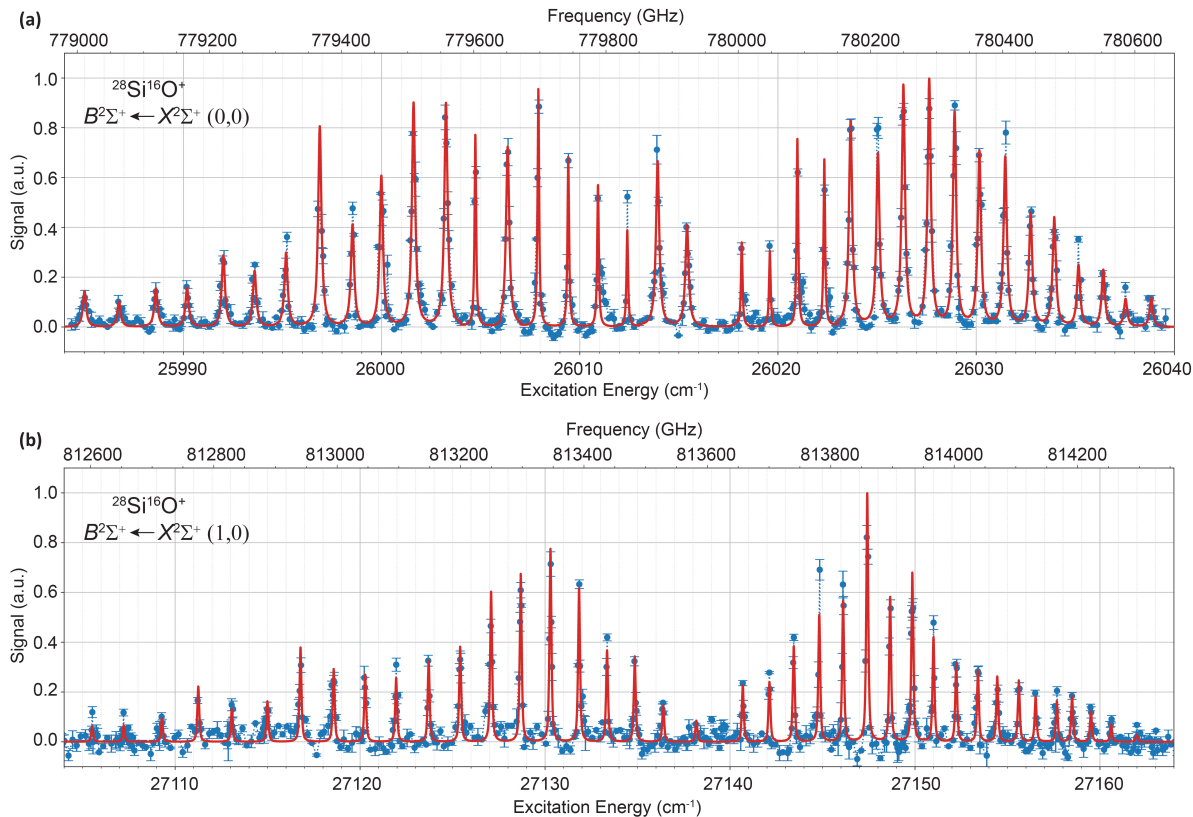 (a)
Frequency (GHz)
779000 779200 779400 779600 779800 780000 780200 780400 780600
²⁸Si¹⁶O⁺
B²Σ⁺ ← X²Σ⁺ (0,0)
Signal (a.u.)
1.0
0.8
0.6
0.4
0.2
0.0
25990 26000 26010 26020 26030 26040
Excitation Energy (cm⁻¹)
(b)
Frequency (GHz)
812600 812800 813000 813200 813400 813600 813800 814000 814200
²⁸Si¹⁶O⁺
B²Σ⁺ ← X²Σ⁺ (1,0)
Signal (a.u.)
1.0
0.8
0.6
0.4
0.2
0.0
27110 27120 27130 27140 27150 27160
Excitation Energy (cm⁻¹)